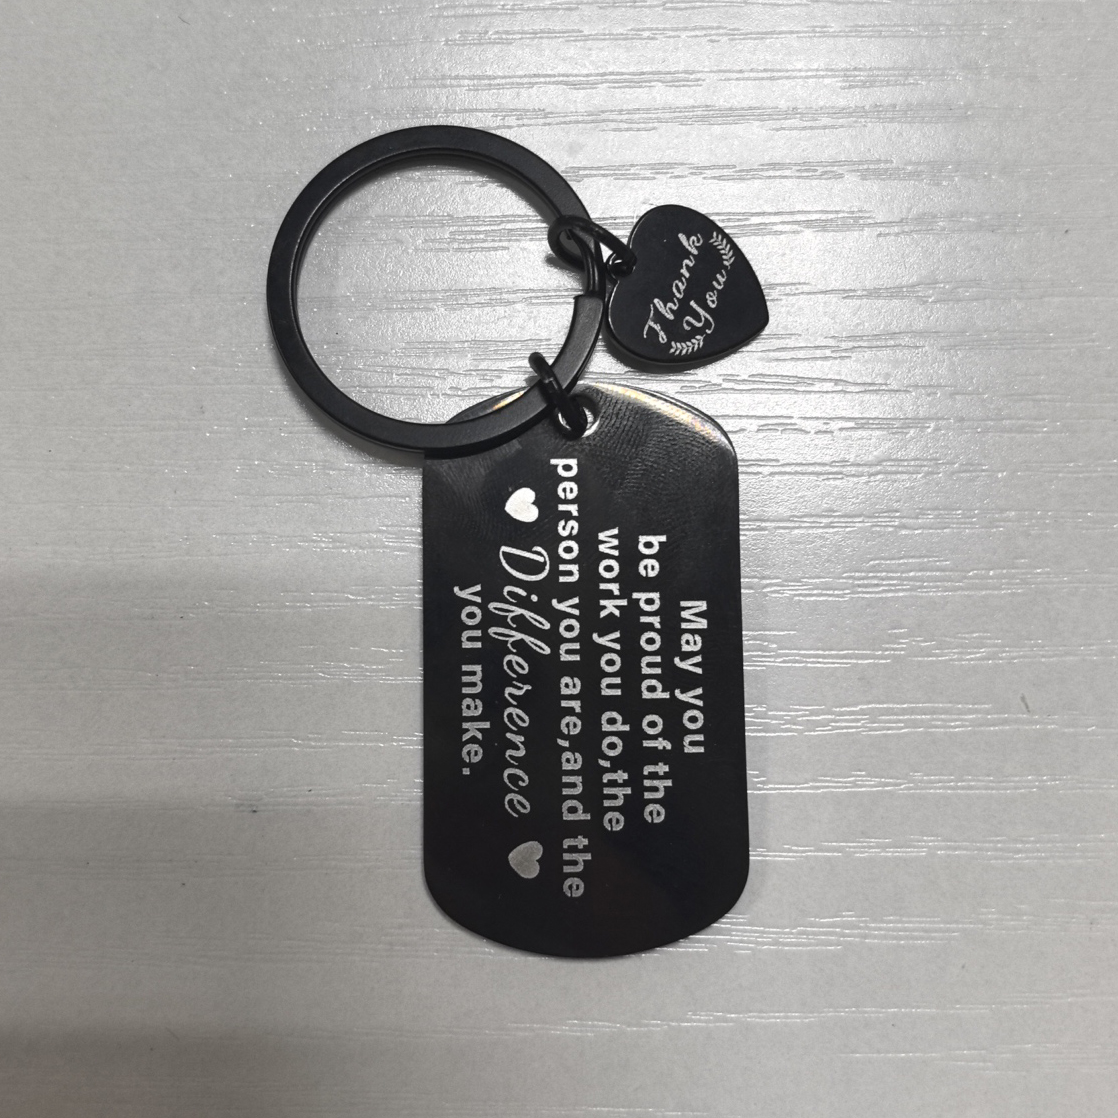 Thank
You
May you
be proud of the
work you do,the
person you are,and the
Difference
you make.